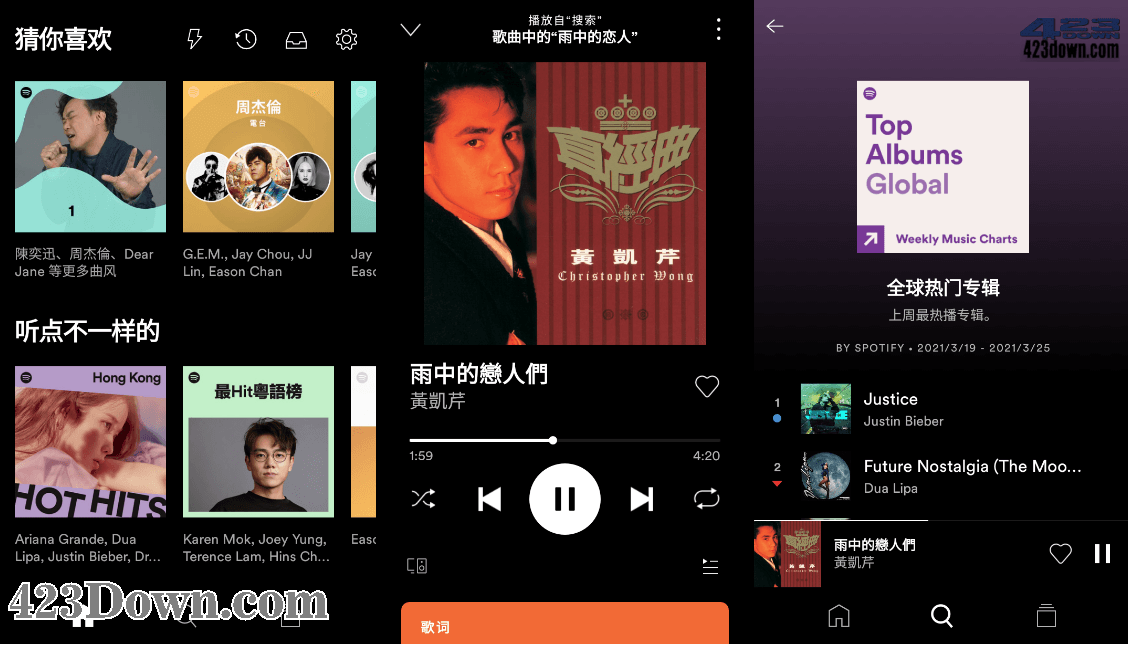 猜你喜欢
1
陳奕迅、周杰倫、Dear
Jane 等更多曲风
周杰倫
電台
G.E.M., Jay Chou, JJ
Lin, Eason Chan
Jay
Easc
听点不一样的
Hong Kong
HOT HITS
Ariana Grande, Dua
Lipa, Justin Bieber, Dr...
最Hit粵語榜
Karen Mok, Joey Yung,
Terence Lam, Hins Ch...
Easc
423Down.com
播放自“搜索”
歌曲中的“雨中的恋人”
真經典
黃凱芹
Christopher Wong
雨中的戀人們
黃凱芹
1:59
4:20
歌词
423
DOWN
423down.com
Top
Albums
Global
Weekly Music Charts
全球热门专辑
上周最热播专辑。
BY SPOTIFY • 2021/3/19 - 2021/3/25
1
Justice
Justin Bieber
2
Future Nostalgia (The Moo...
Dua Lipa
雨中的戀人們
黃凱芹